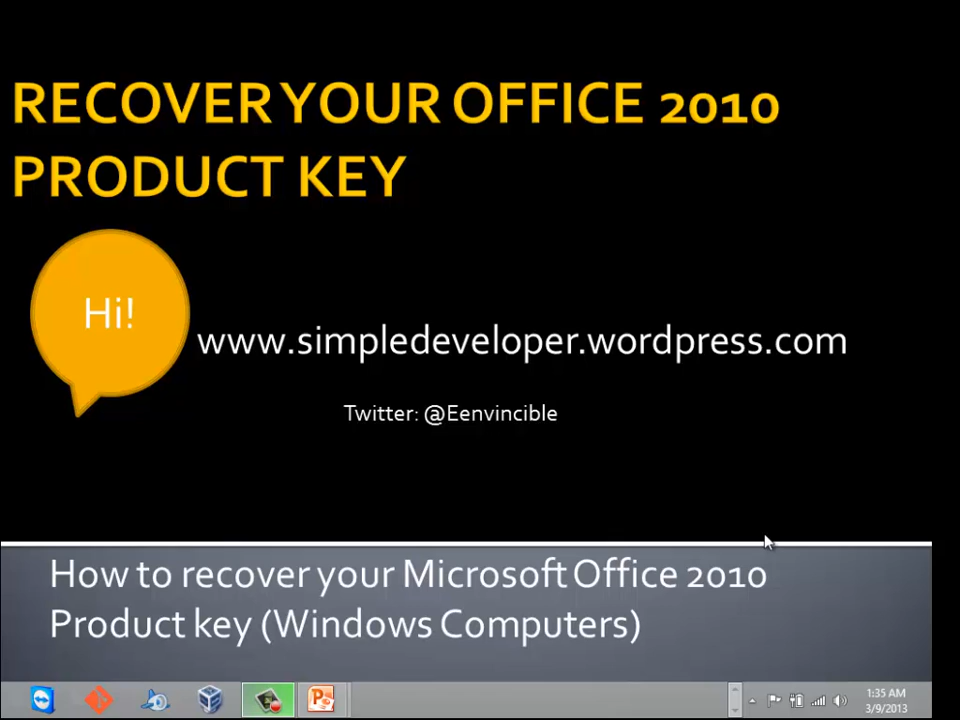 RECOVER YOUR OFFICE 2010
PRODUCT KEY
Hi!
www.simpledeveloper.wordpress.com
Twitter: @Eenvincible
How to recover your Microsoft Office 2010
Product key (Windows Computers)
1:35 AM
3/9/2013